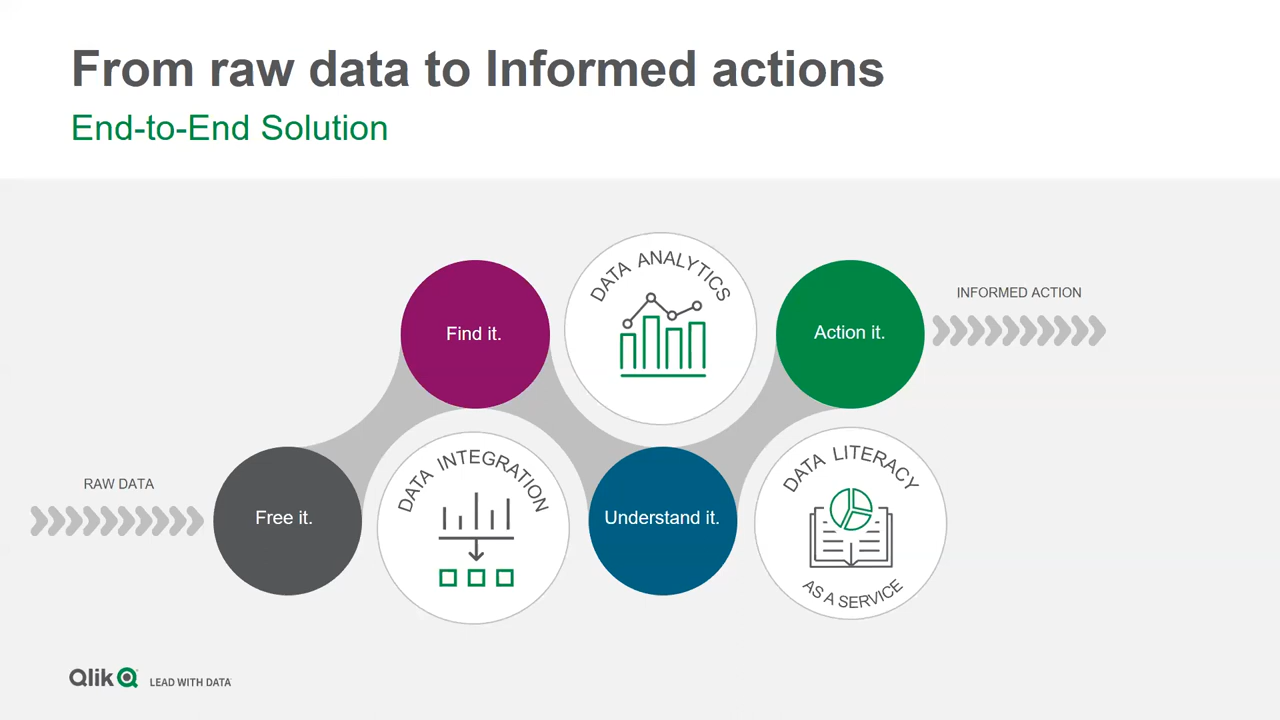 From raw data to Informed actions
End-to-End Solution
DATA ANALYTICS
INFORMED ACTION
Find it.
Action it.
RAW DATA
DATA INTEGRATION
DATA LITERACY
Free it.
Understand it.
AS A SERVICE
Qlik
LEAD WITH DATA